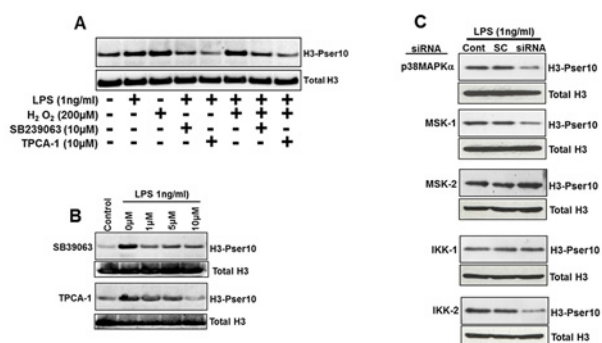 A
H3-Pser10
Total H3
LPS (1ng/ml) - + - + + + + +
H2 O2 (200µM) - - + - - + + +
SB239063 (10µM) - - - + - - + -
TPCA-1 (10µM) - - - - + - - +
B
LPS 1ng/ml)
Control 0µM 1µM 5µM 10µM
SB39063 H3-Pser10
Total H3
TPCA-1 H3-Pser10
Total H3
C
LPS (1ng/ml)
siRNA Cont SC siRNA
p38MAPKα H3-Pser10
Total H3
MSK-1 H3-Pser10
Total H3
MSK-2 H3-Pser10
Total H3
IKK-1 H3-Pser10
Total H3
IKK-2 H3-Pser10
Total H3